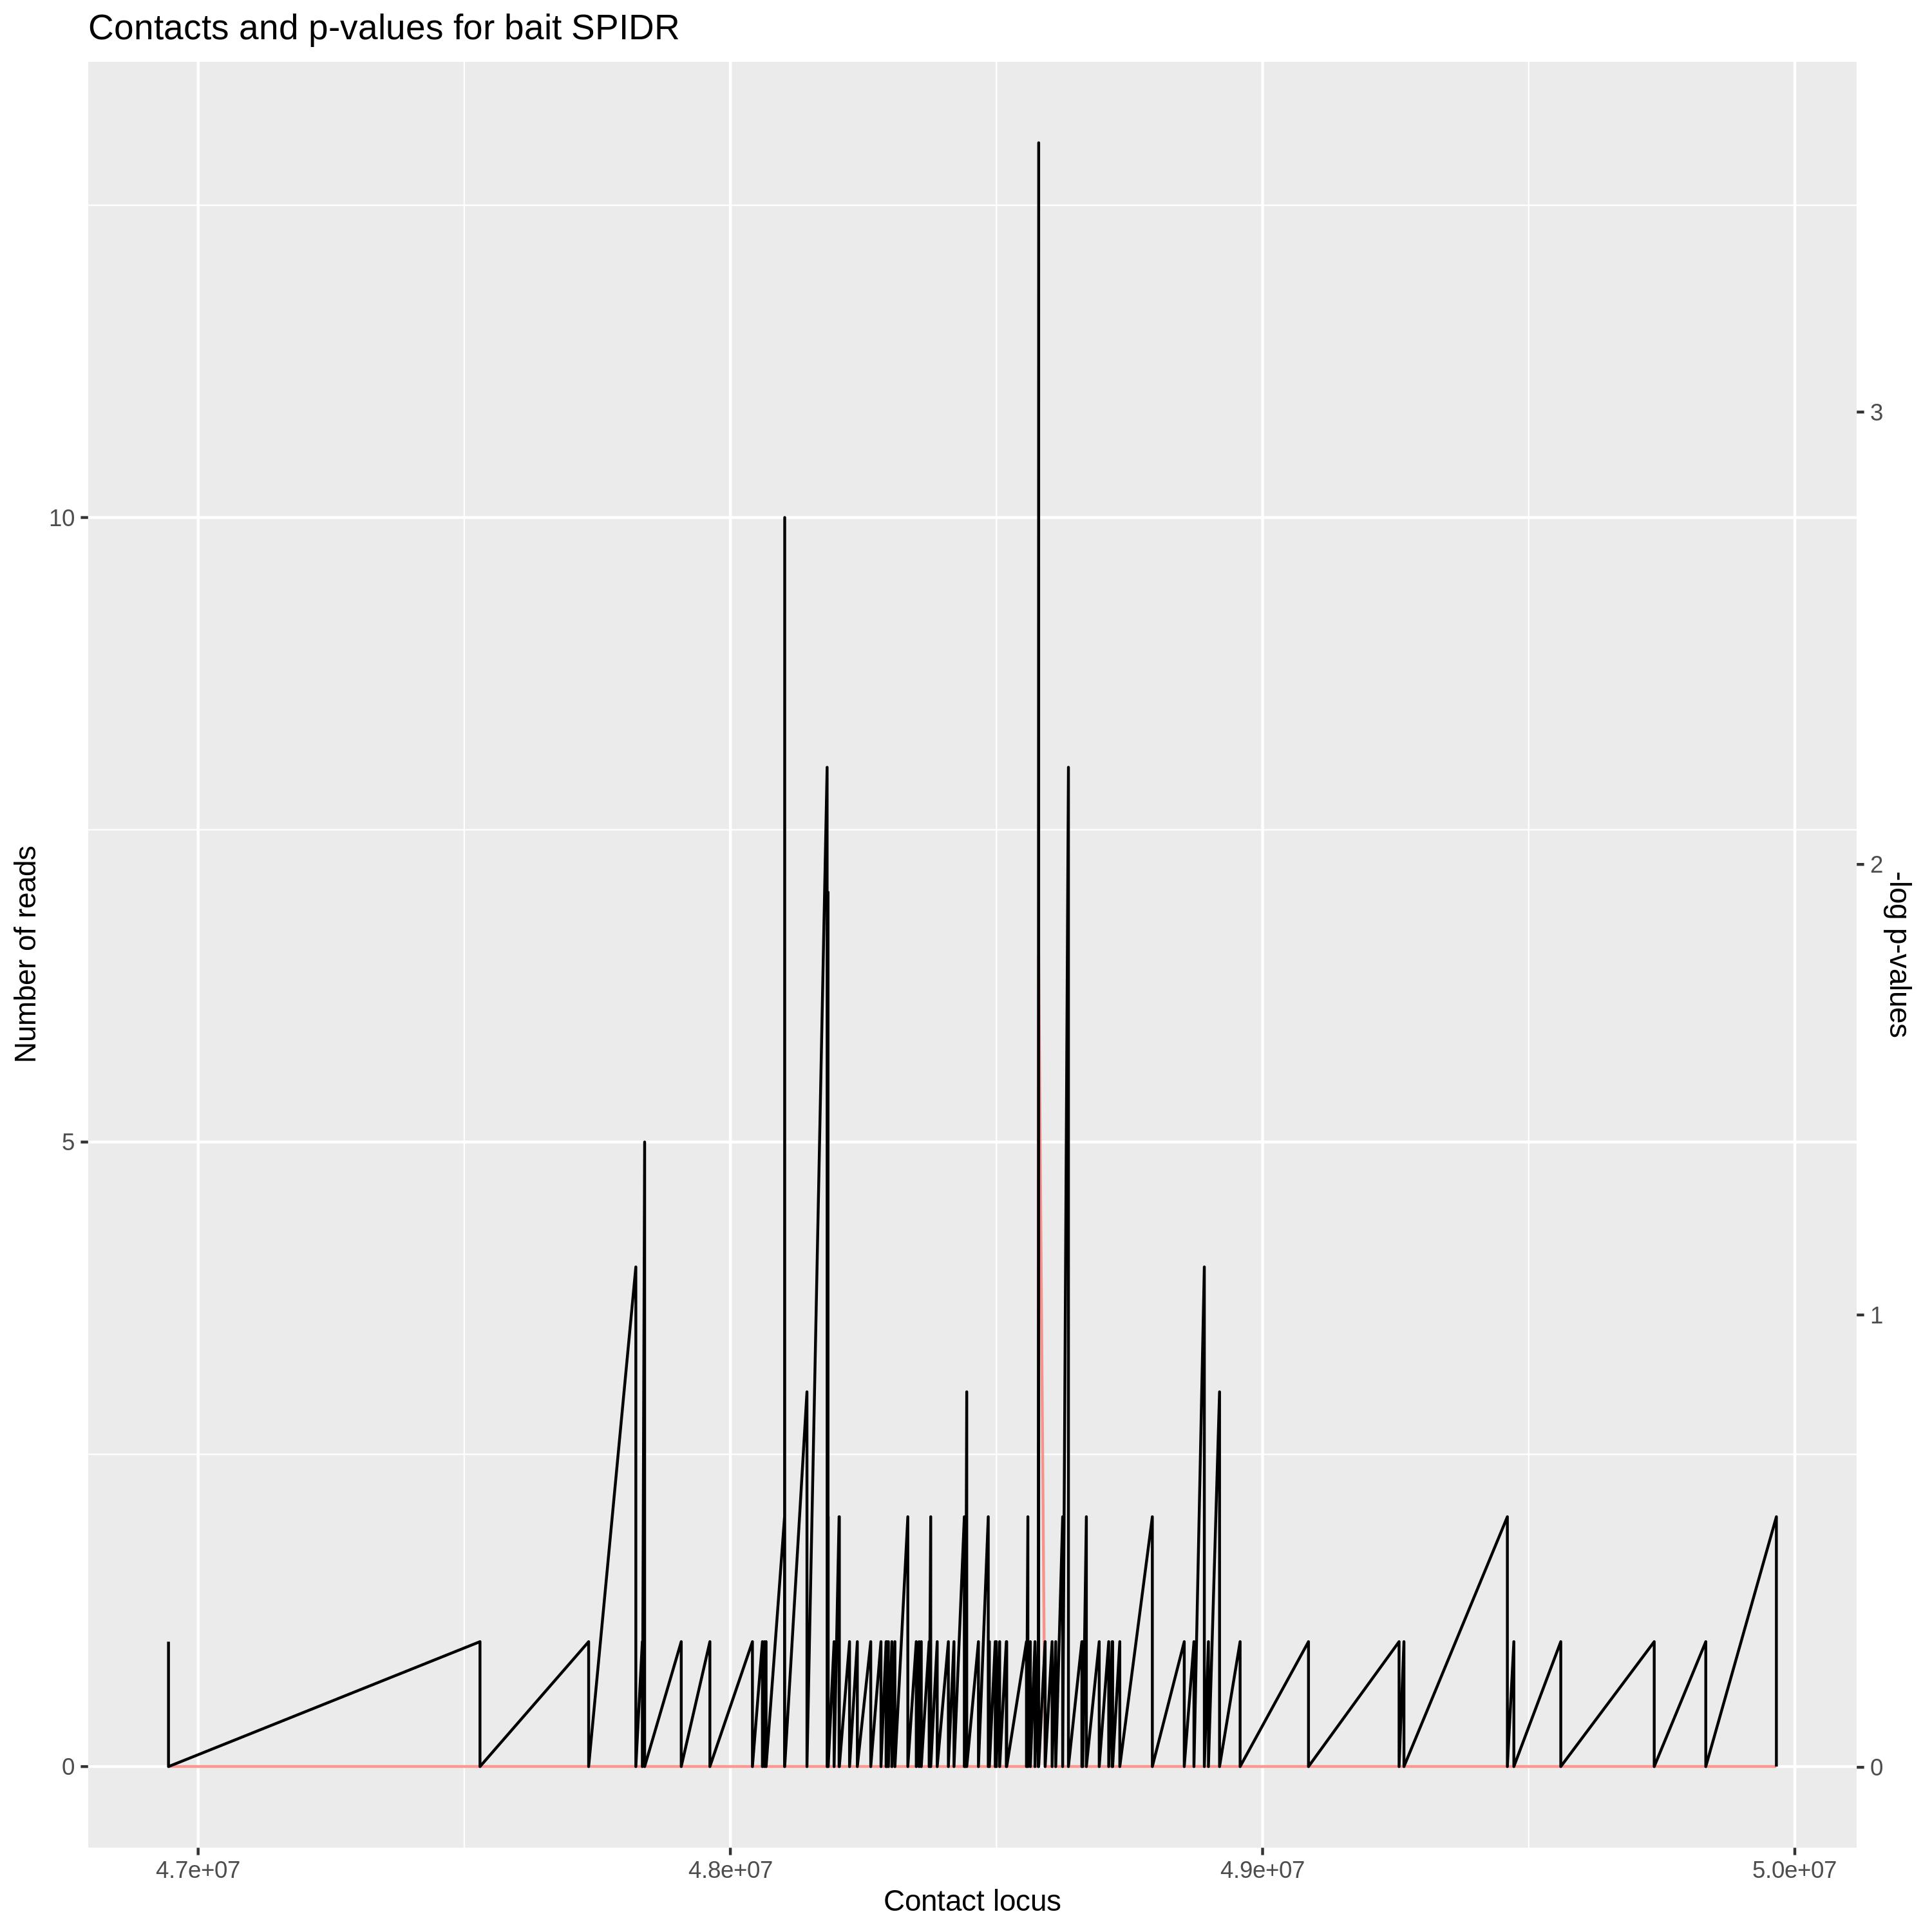 Contacts and p-values for bait SPIDR
10
5
0
Number of reads
3
2
1
0
-log p-values
4.7e+07 4.8e+07 4.9e+07 5.0e+07
Contact locus